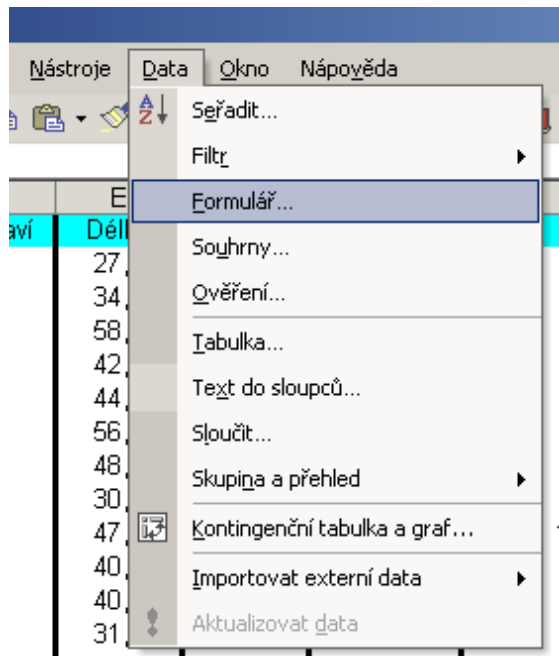 Nástroje Data Okno Nápověda
Seřadit...
Filtr
E
Formulář...
aví Déll
Souhrny...
27,
Ověření...
34,
58,
Tabulka...
42,
Text do sloupců...
44,
56,
Sloučit...
48,
Skupina a přehled
30,
47,
Kontingenční tabulka a graf...
40,
Importovat externí data
40,
Aktualizovat data
31,